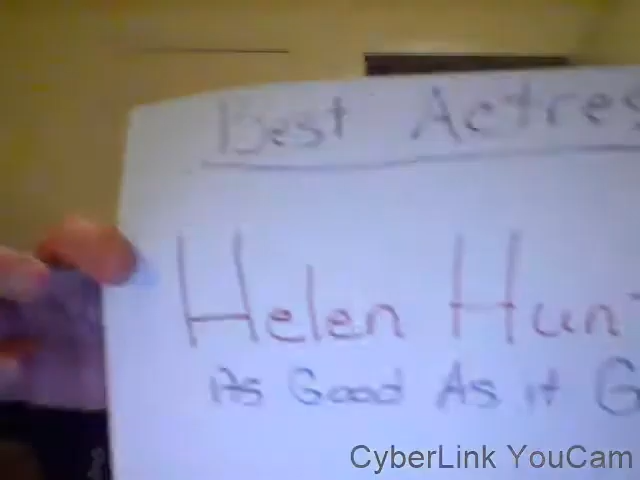 Best Actres
Helen Hun
As Good As it G
CyberLink YouCam